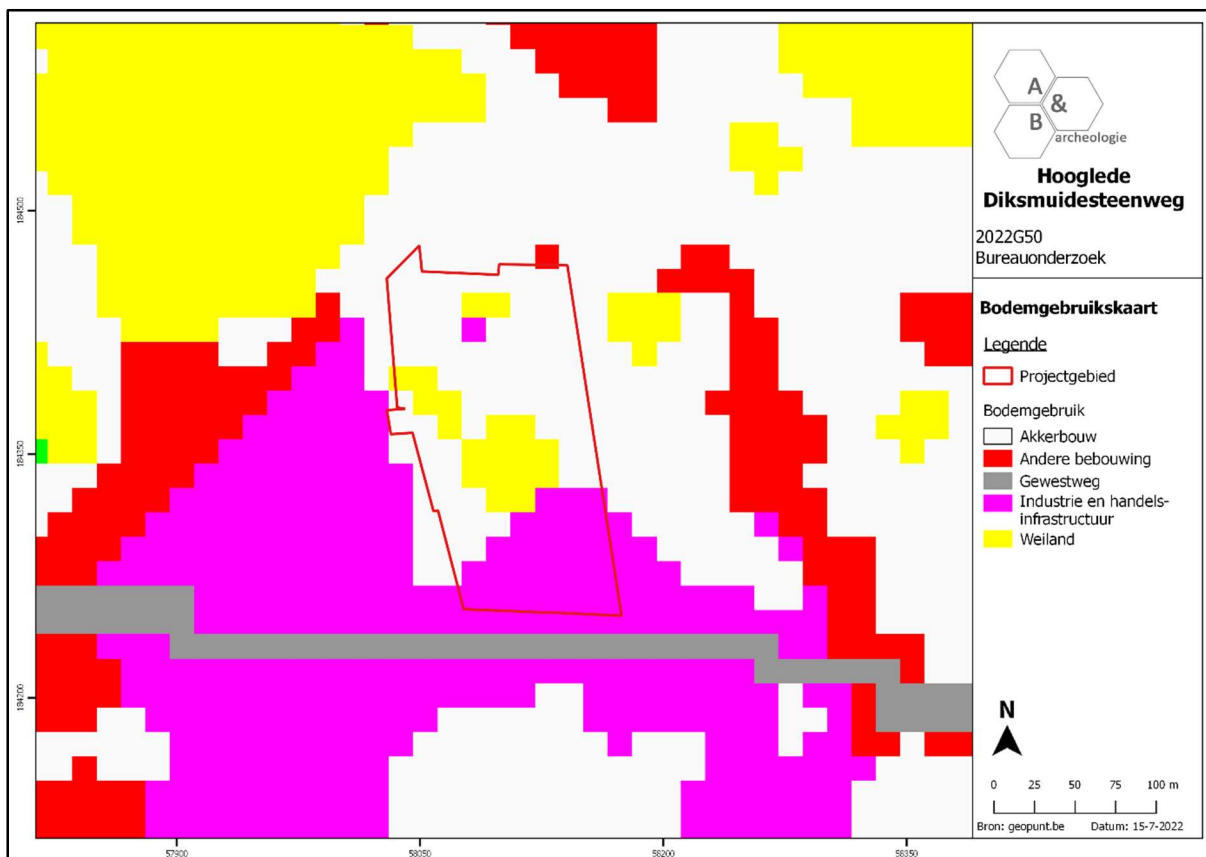 A
&
B
archeologie
Hooglede
Diksmuidesteenweg
2022G50
Bureauonderzoek
Bodemgebruikskaart
Legende
Projectgebied
Bodemgebruik
Akkerbouw
Andere bebouwing
Gewestweg
Industrie en handels-
infrastructuur
Weiland
N
0 25 50 75 100 m
Bron: geopunt.be Datum: 15-7-2022
184500
184350
184200
57900 58050 58200 58350